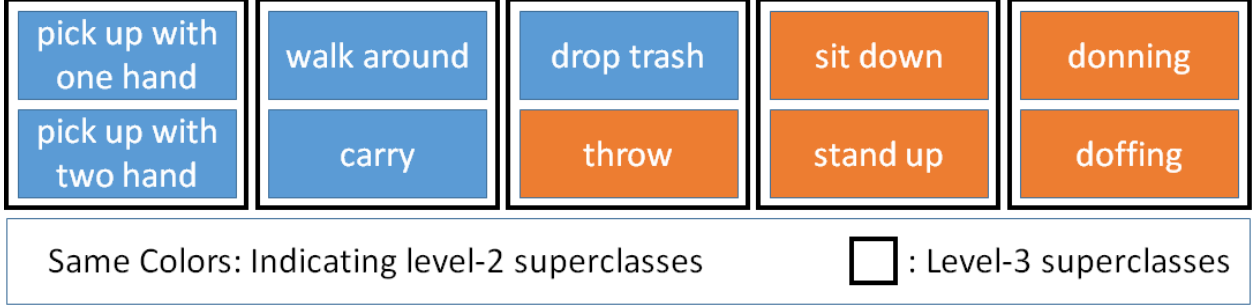 pick up with
one hand
walk around
drop trash
sit down
donning
pick up with
two hand
carry
throw
stand up
doffing
Same Colors: Indicating level-2 superclasses
: Level-3 superclasses